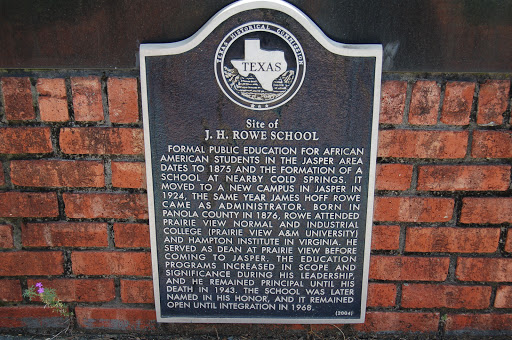 TEXAS HISTORICAL COMMISSION
TEXAS
Site of
J. H. ROWE SCHOOL
FORMAL PUBLIC EDUCATION FOR AFRICAN
AMERICAN STUDENTS IN THE JASPER AREA
DATES TO 1875 AND THE FORMATION OF A
SCHOOL AT NEARBY COLD SPRINGS. IT
MOVED TO A NEW CAMPUS IN JASPER IN
1924, THE SAME YEAR JAMES HOFF ROWE
CAME AS ADMINISTRATOR. BORN IN
PANOLA COUNTY IN 1876, ROWE ATTENDED
PRAIRIE VIEW NORMAL AND INDUSTRIAL
COLLEGE (PRAIRIE VIEW A&M UNIVERSITY)
AND HAMPTON INSTITUTE IN VIRGINIA. HE
SERVED AS DEAN AT PRAIRIE VIEW BEFORE
COMING TO JASPER. THE EDUCATION
PROGRAMS INCREASED IN SCOPE AND
SIGNIFICANCE DURING HIS LEADERSHIP,
AND HE REMAINED PRINCIPAL UNTIL HIS
DEATH IN 1943. THE SCHOOL WAS LATER
NAMED IN HIS HONOR, AND IT REMAINED
OPEN UNTIL INTEGRATION IN 1968.
(2004)